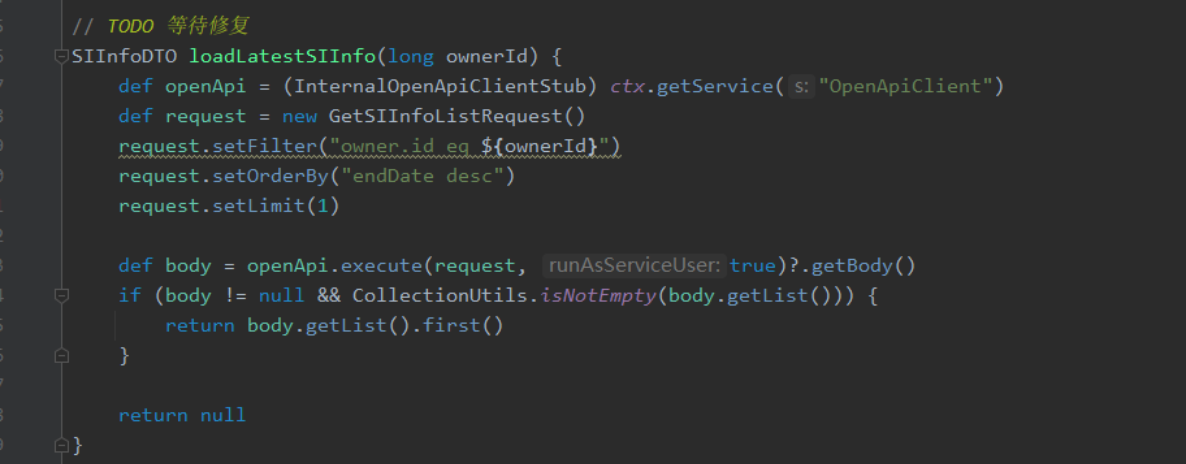 // TODO 等待修复
SIInfoDTO loadLatestSIInfo(long ownerId) {
def openApi = (InternalOpenApiClientStub) ctx.getService( s: "OpenApiClient")
def request = new GetSIInfoListRequest()
request.setFilter("owner.id eq ${ownerId}")
request.setOrderBy("endDate desc")
request.setLimit(1)
def body = openApi.execute(request, runAsServiceUser: true)?.getBody()
if (body != null && CollectionUtils.isNotEmpty(body.getList())) {
return body.getList().first()
}
return null
}